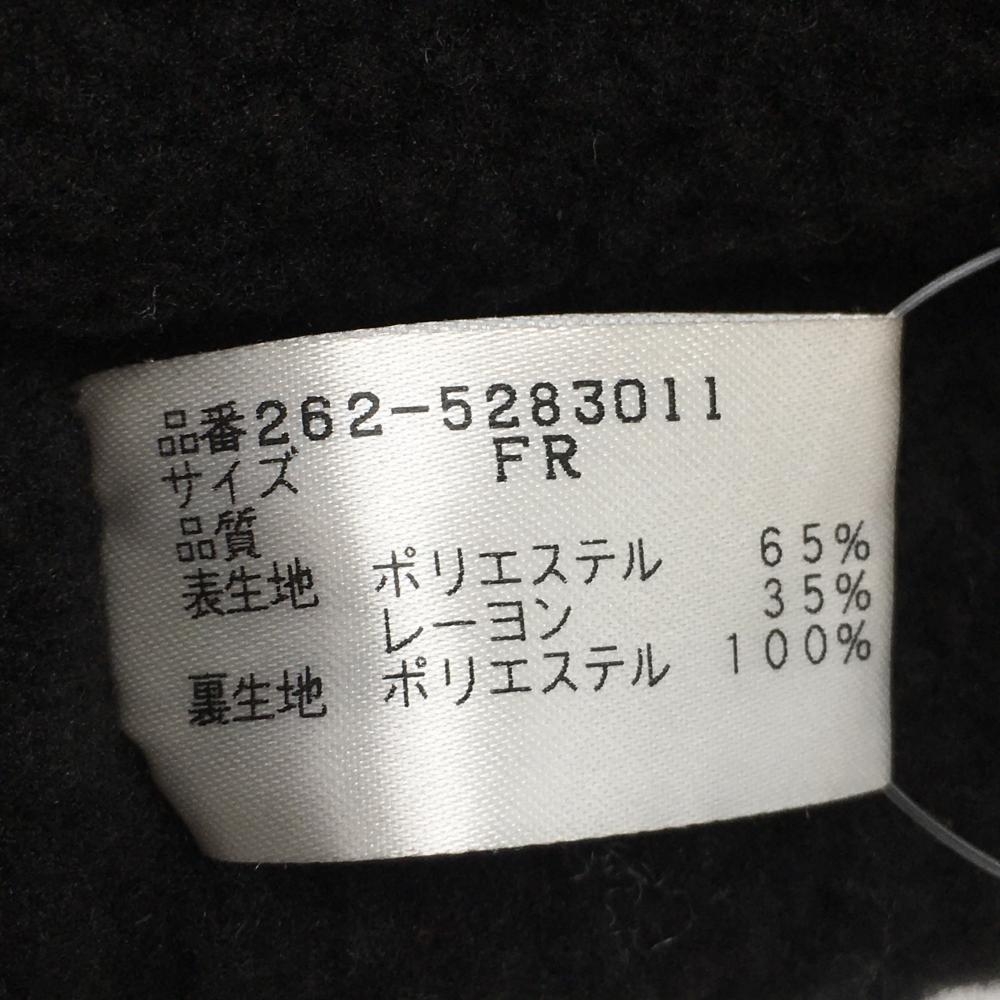 品番262-5283011
サイズ FR
品質
表生地 ポリエステル 65%
レーヨン 35%
裏生地 ポリエステル 100%